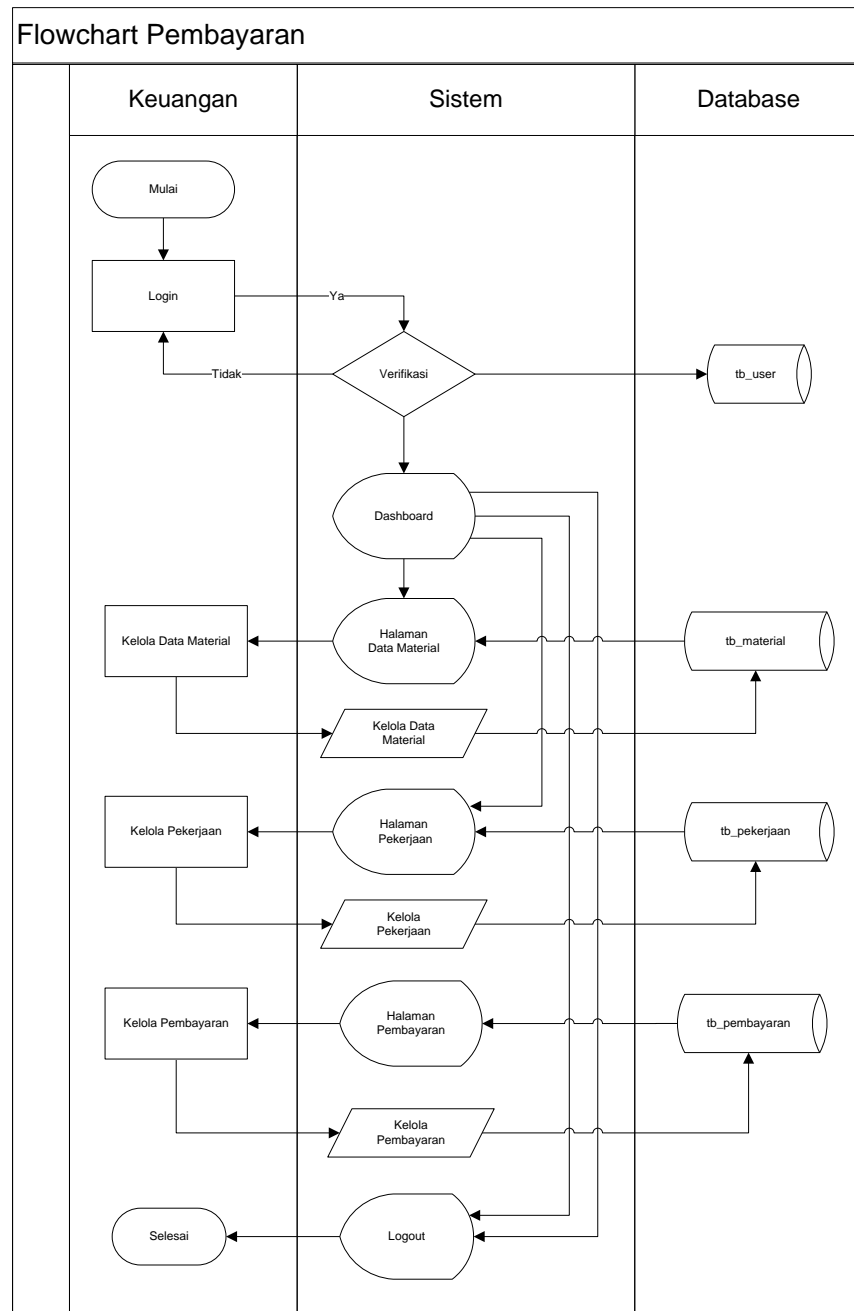 Flowchart Pembayaran
Keuangan
Sistem
Database
Mulai
Login
Ya
Tidak
Verifikasi
tb_user
Dashboard
Kelola Data Material
Halaman
Data Material
tb_material
Kelola Data
Material
Kelola Pekerjaan
Halaman
Pekerjaan
tb_pekerjaan
Kelola
Pekerjaan
Kelola Pembayaran
Halaman
Pembayaran
tb_pembayaran
Kelola
Pembayaran
Selesai
Logout